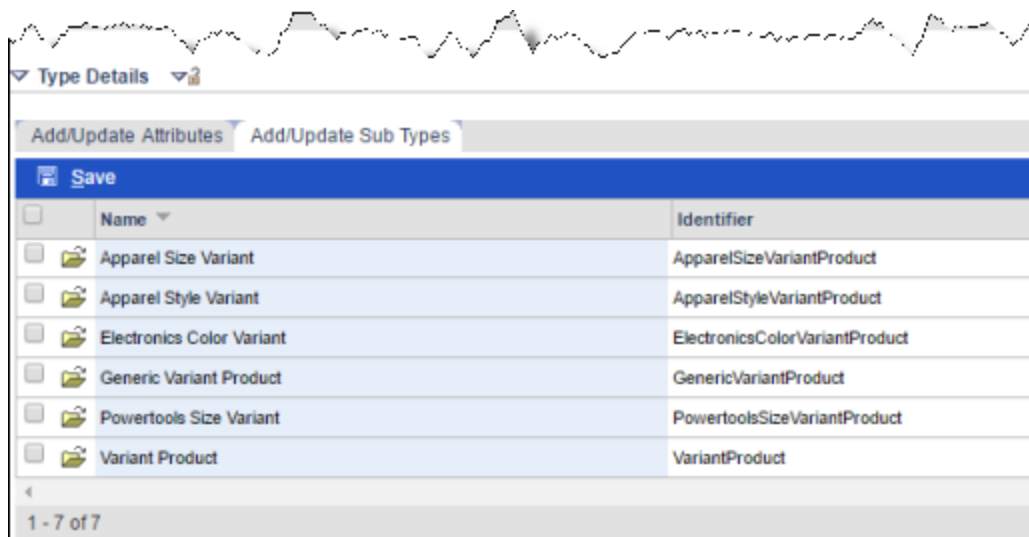 Type Details
Add/Update Attributes Add/Update Sub Types
Save
Name Identifier
Apparel Size Variant ApparelSizeVariantProduct
Apparel Style Variant ApparelStyleVariantProduct
Electronics Color Variant ElectronicsColorVariantProduct
Generic Variant Product GenericVariantProduct
Powertools Size Variant PowertoolsSizeVariantProduct
Variant Product VariantProduct
1 - 7 of 7